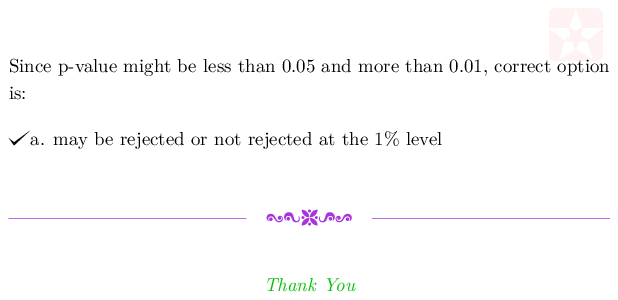 Since p-value might be less than 0.05 and more than 0.01, correct option
is:
✓a. may be rejected or not rejected at the 1% level
Thank You